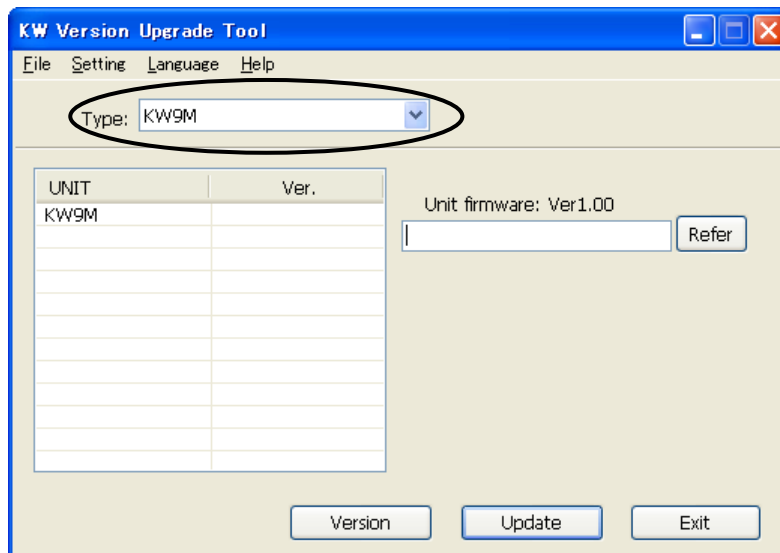 KW Version Upgrade Tool
File Setting Language Help
Type: KW9M
UNIT Ver.
KW9M
Unit firmware: Ver1.00
Refer
Version Update Exit